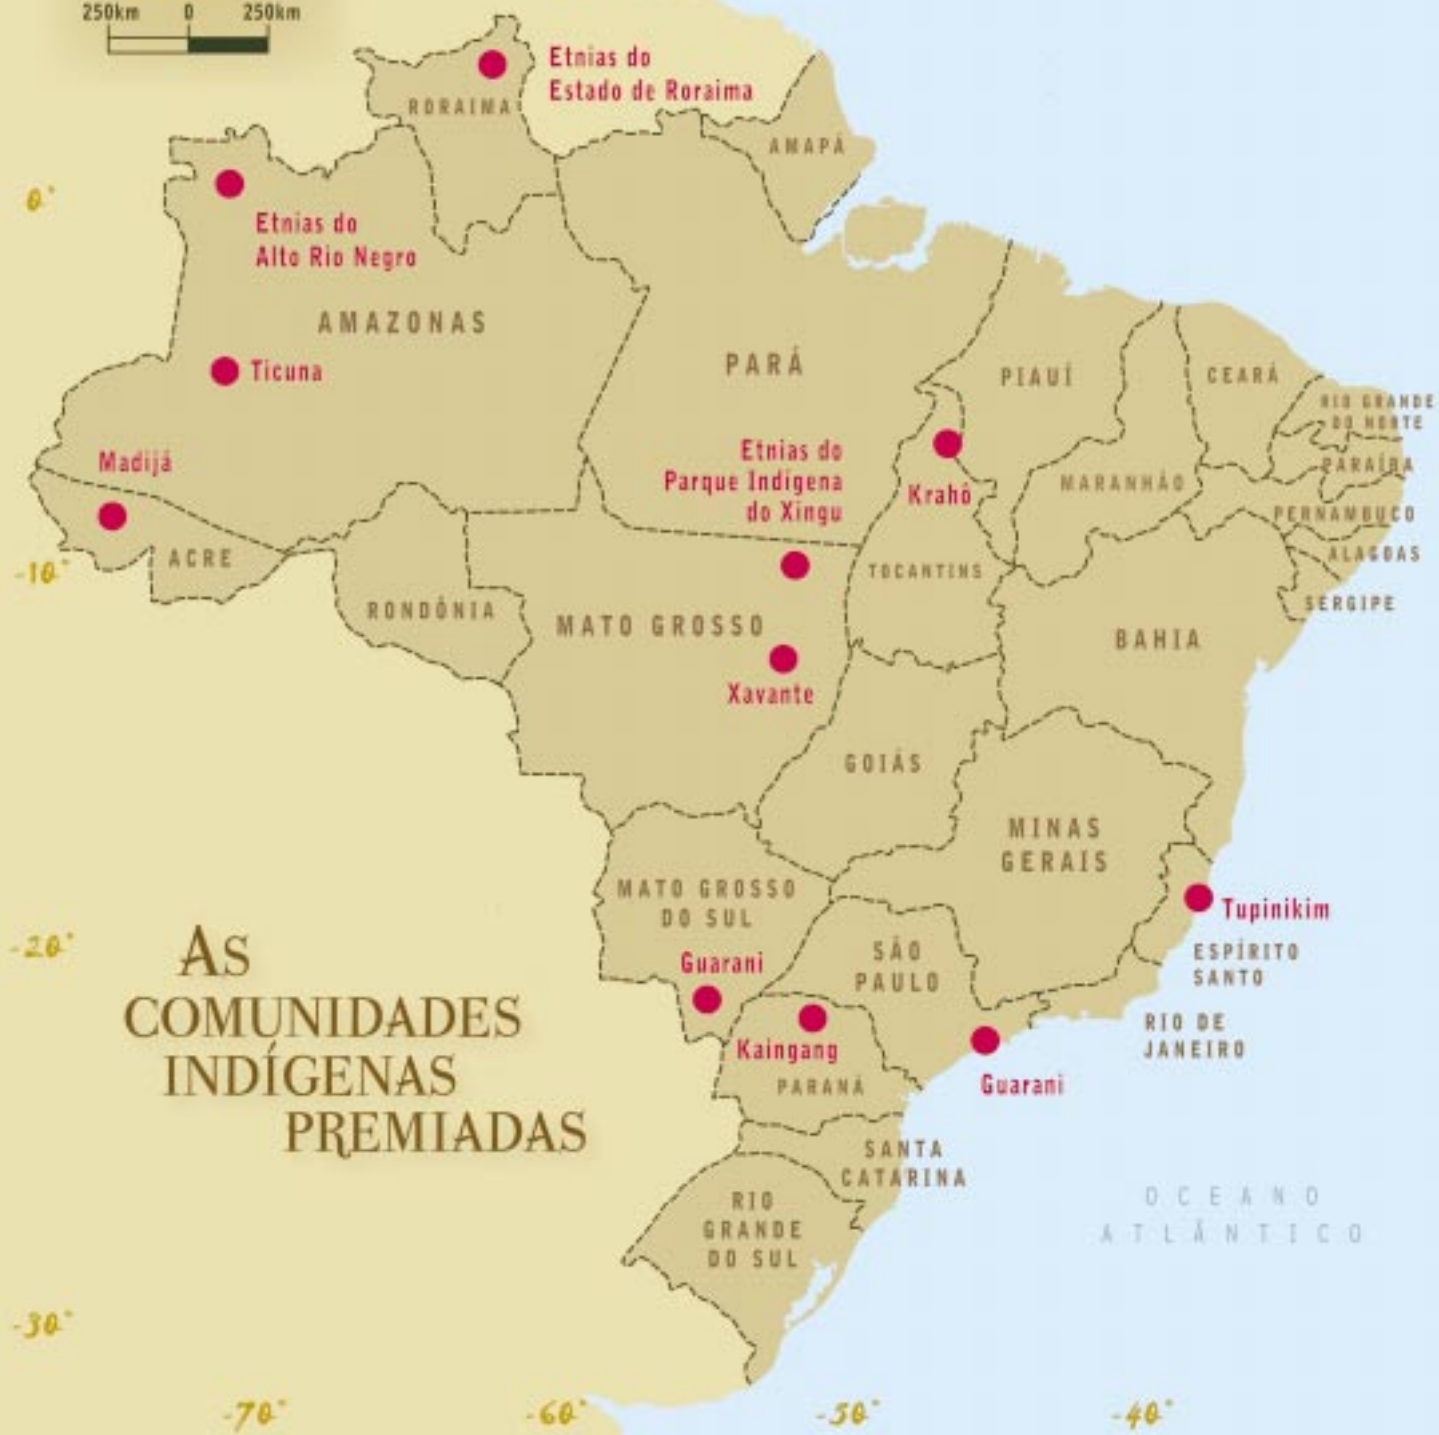 250km 0 250km
Etnias do
Estado de Roraima
RORAIMA
AMAPÁ
0°
Etnias do
Alto Rio Negro
AMAZONAS
Ticuna
PARÁ
PIAUÍ
CEARÁ
RIO GRANDE
DO NORTE
Madijá
Etnias do
Parque Indígena
do Xingu
Krahô
MARANHÃO
PARAÍBA
PERNAMBUCO
ALAGOAS
SERGIPE
-10°
ACRE
RONDÔNIA
MATO GROSSO
TOCANTINS
BAHIA
Xavante
GOIÁS
MINAS
GERAIS
MATO GROSSO
DO SUL
Tupinikim
ESPÍRITO
SANTO
-20°
AS
COMUNIDADES
INDÍGENAS
PREMIADAS
Guarani
SÃO
PAULO
RIO DE
JANEIRO
Kaingang
PARANÁ
Guarani
SANTA
CATARINA
RIO
GRANDE
DO SUL
OCEANO
ATLÂNTICO
-30°
-70° -60° -50° -40°